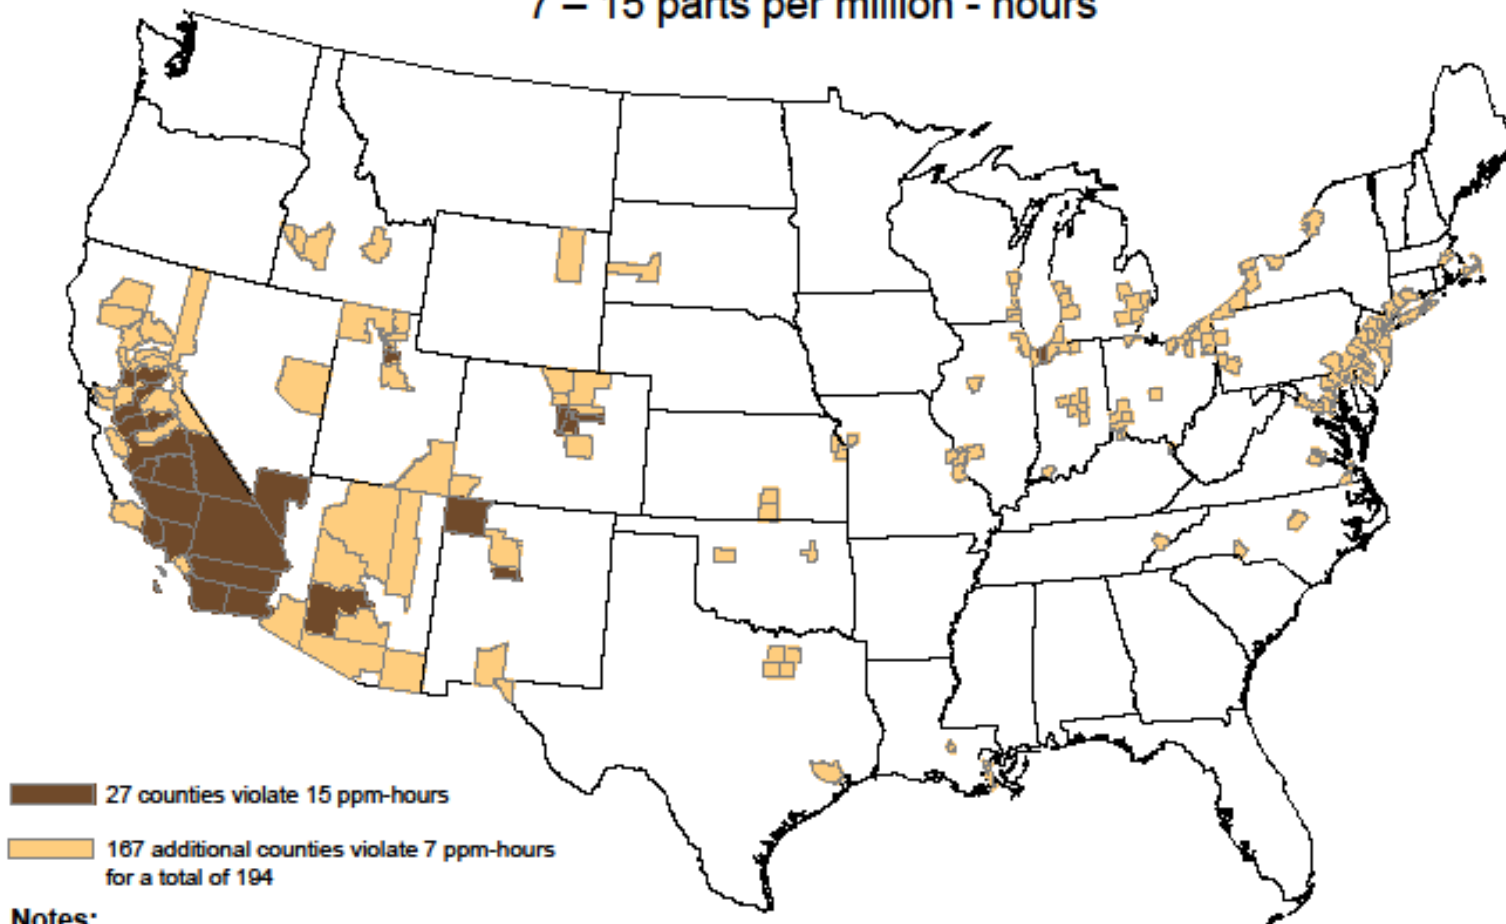 7 – 15 parts per million - hours
27 counties violate 15 ppm-hours
167 additional counties violate 7 ppm-hours
for a total of 194
Notes: